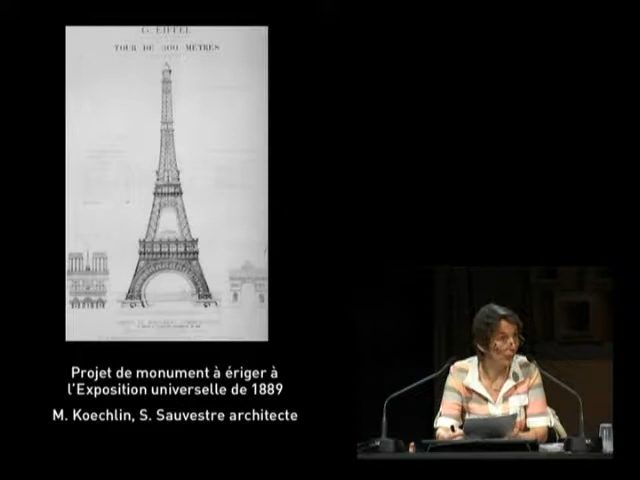 G. EIFFEL
TOUR DE 300 MÈTRES
Projet de monument à ériger à
l'Exposition universelle de 1889
M. Koechlin, S. Sauvestre architecte